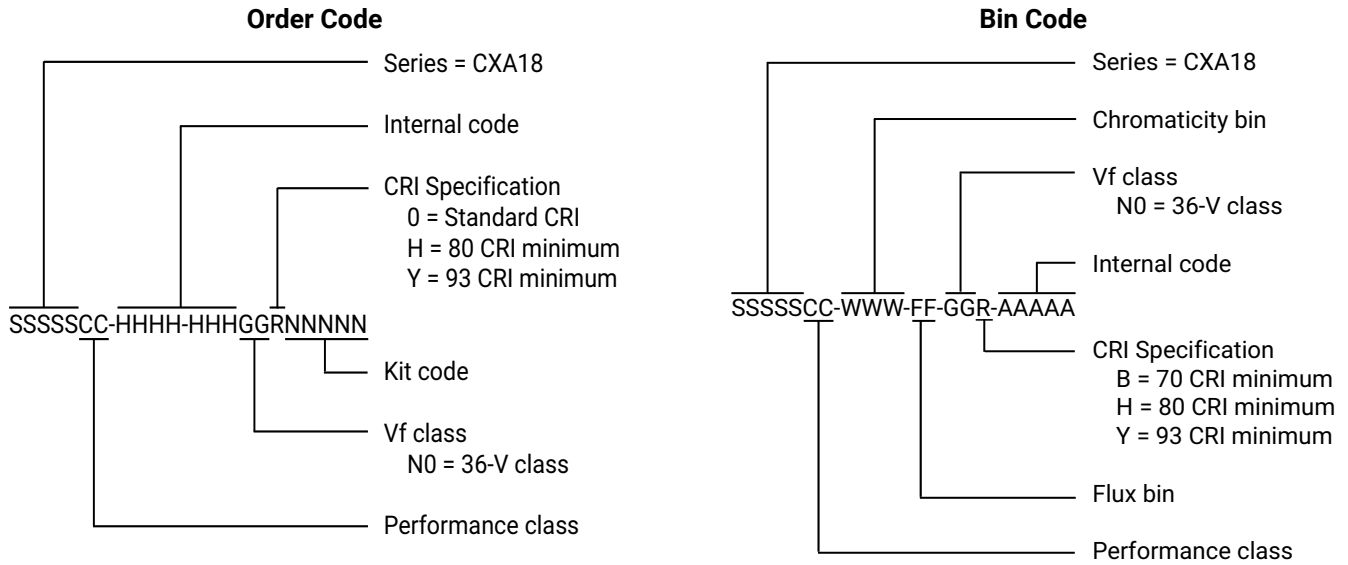 Order Code
Series = CXA18
Internal code
CRI Specification
0 = Standard CRI
H = 80 CRI minimum
Y = 93 CRI minimum
SSSSSCC-HHHH-HHHGGRNNNNN
Kit code
Vf class
N0 = 36-V class
Performance class
Bin Code
Series = CXA18
Chromaticity bin
Vf class
N0 = 36-V class
Internal code
SSSSSCC-WWW-FF-GGR-AAAAA
CRI Specification
B = 70 CRI minimum
H = 80 CRI minimum
Y = 93 CRI minimum
Flux bin
Performance class